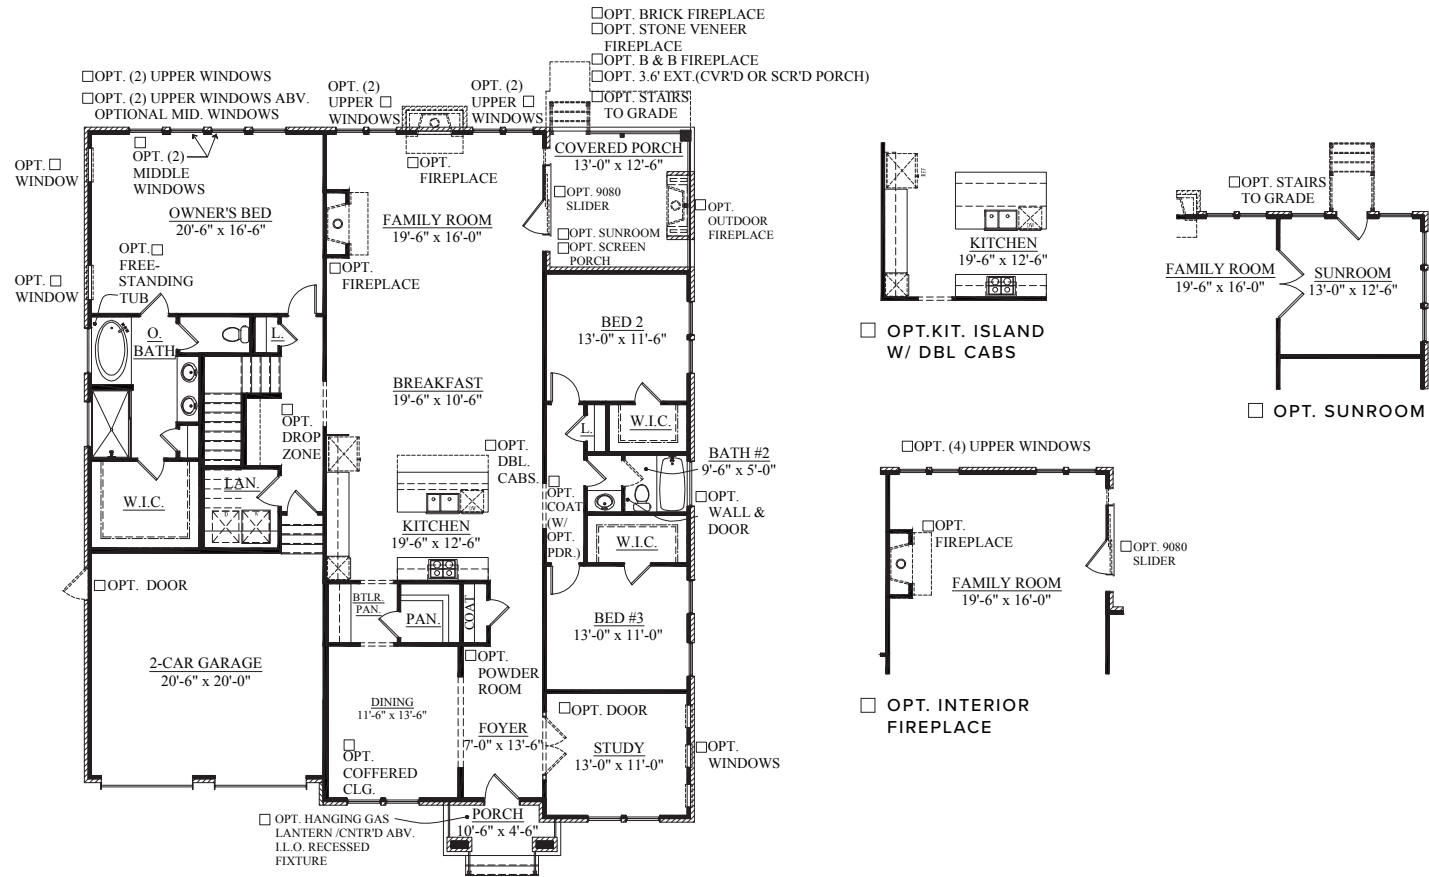 OPT. BRICK FIREPLACE
OPT. STONE VENEER
FIREPLACE
OPT. B & B FIREPLACE
OPT. 3.6' EXT.(CVR'D OR SCR'D PORCH)
OPT. STAIRS
TO GRADE
OPT. (2) UPPER WINDOWS
OPT. (2) UPPER WINDOWS ABV.
OPTIONAL MID. WINDOWS
OPT. (2)
UPPER
WINDOWS
OPT. (2)
UPPER
WINDOWS
OPT.
WINDOW
OPT. (2)
MIDDLE
WINDOWS
OWNER'S BED
20'-6" x 16'-6"
OPT.
FREE-
STANDING
TUB
OPT.
WINDOW
OPT.
FIREPLACE
FAMILY ROOM
19'-6" x 16'-0"
OPT.
FIREPLACE
COVERED PORCH
13'-0" x 12'-6"
OPT. 9080
SLIDER
OPT. SUNROOM
OPT. SCREEN
PORCH
OPT.
OUTDOOR
FIREPLACE
O.
BATH
L.
BED 2
13'-0" x 11'-6"
BREAKFAST
19'-6" x 10'-6"
OPT.
DROP
ZONE
OPT.
DBL.
CABS.
L.
W.I.C.
BATH #2
9'-6" x 5'-0"
OPT.
WALL &
DOOR
OPT.
COAT
(W/
OPT.
PDR.)
W.I.C.
LAN.
KITCHEN
19'-6" x 12'-6"
W.I.C.
OPT. DOOR
BTLR.
PAN.
PAN.
COAT
BED #3
13'-0" x 11'-0"
2-CAR GARAGE
20'-6" x 20'-0"
OPT.
POWDER
ROOM
DINING
11'-6" x 13'-6"
OPT.
COFFERED
CLG.
FOYER
7'-0" x 13'-6"
OPT. DOOR
STUDY
13'-0" x 11'-0"
OPT.
WINDOWS
OPT. HANGING GAS
LANTERN /CNTR'D ABV.
I.L.O. RECESSED
FIXTURE
PORCH
10'-6" x 4'-6"
KITCHEN
19'-6" x 12'-6"
OPT.KIT. ISLAND
W/ DBL CABS
OPT. STAIRS
TO GRADE
FAMILY ROOM
19'-6" x 16'-0"
SUNROOM
13'-0" x 12'-6"
OPT. SUNROOM
OPT. (4) UPPER WINDOWS
OPT.
FIREPLACE
OPT. 9080
SLIDER
FAMILY ROOM
19'-6" x 16'-0"
OPT. INTERIOR
FIREPLACE